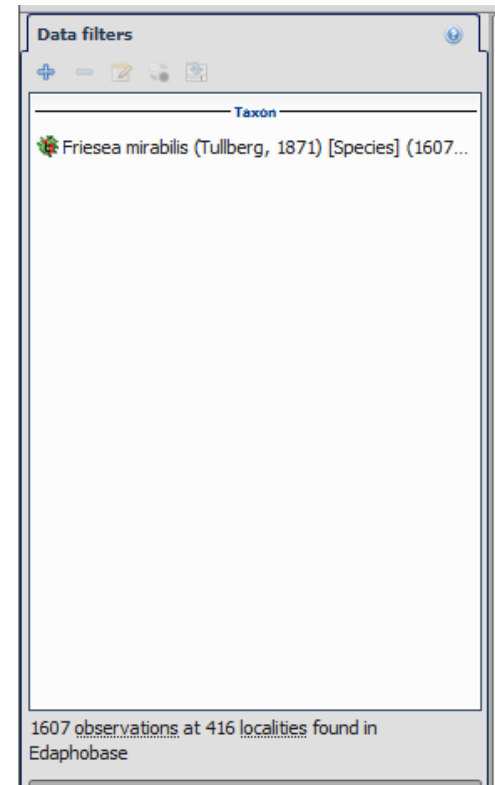 Data filters
Taxon
Friesea mirabilis (Tullberg, 1871) [Species] (1607...
1607 observations at 416 localities found in
Edaphobase